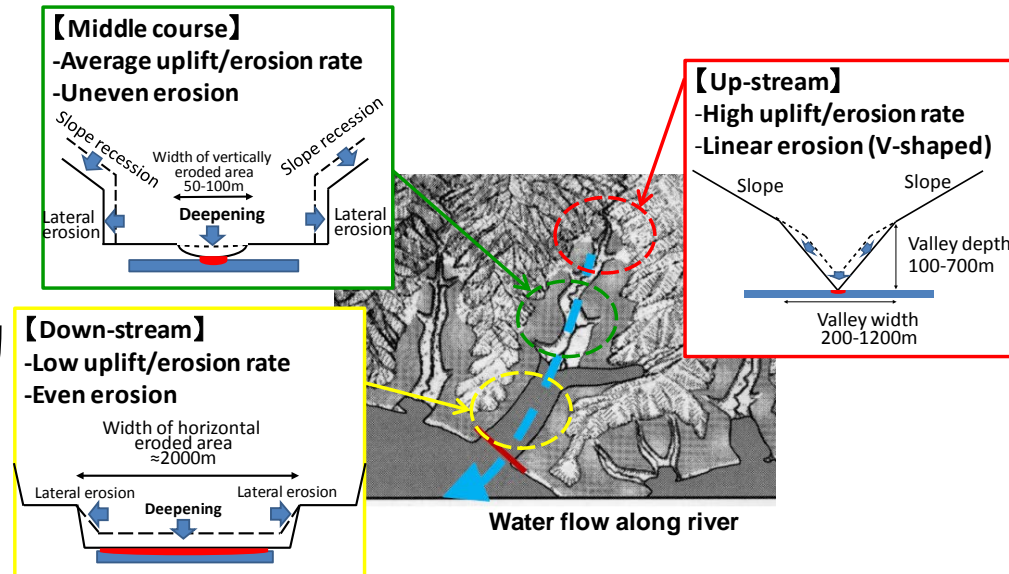 【Middle course】
-Average uplift/erosion rate
-Uneven erosion
Slope recession
Slope recession
Width of vertically
eroded area
50-100m
Deepening
Lateral
erosion
Lateral
erosion
【Up-stream】
-High uplift/erosion rate
-Linear erosion (V-shaped)
Slope
Slope
Valley depth
100-700m
Valley width
200-1200m
【Down-stream】
-Low uplift/erosion rate
-Even erosion
Width of horizontal
eroded area
≈2000m
Lateral erosion
Lateral erosion
Deepening
Water flow along river